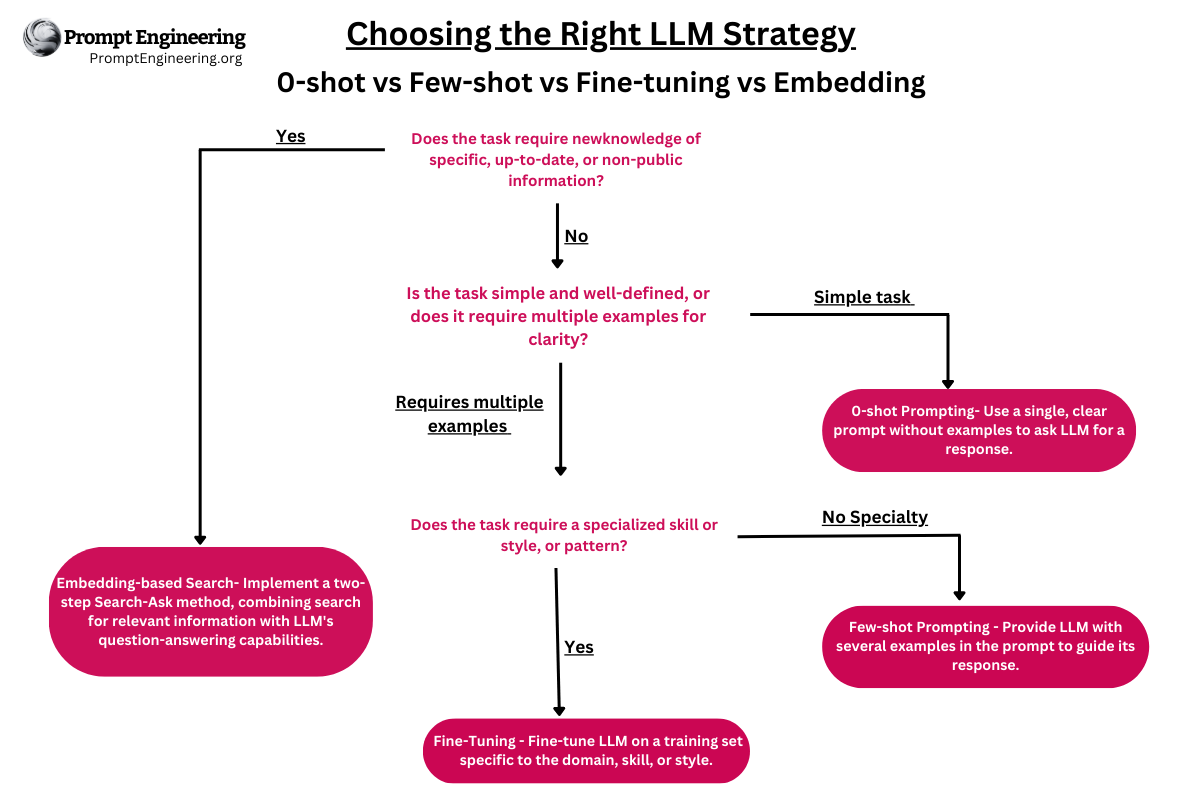 Prompt Engineering
PromptEngineering.org
Choosing the Right LLM Strategy
0-shot vs Few-shot vs Fine-tuning vs Embedding
Yes
Does the task require newknowledge of
specific, up-to-date, or non-public
information?
No
Is the task simple and well-defined, or
does it require multiple examples for
clarity?
Simple task
0-shot Prompting- Use a single, clear
prompt without examples to ask LLM for a
response.
Requires multiple
examples
Does the task require a specialized skill or
style, or pattern?
No Specialty
Few-shot Prompting - Provide LLM with
several examples in the prompt to guide its
response.
Embedding-based Search- Implement a two-
step Search-Ask method, combining search
for relevant information with LLM's
question-answering capabilities.
Yes
Fine-Tuning - Fine-tune LLM on a training set
specific to the domain, skill, or style.